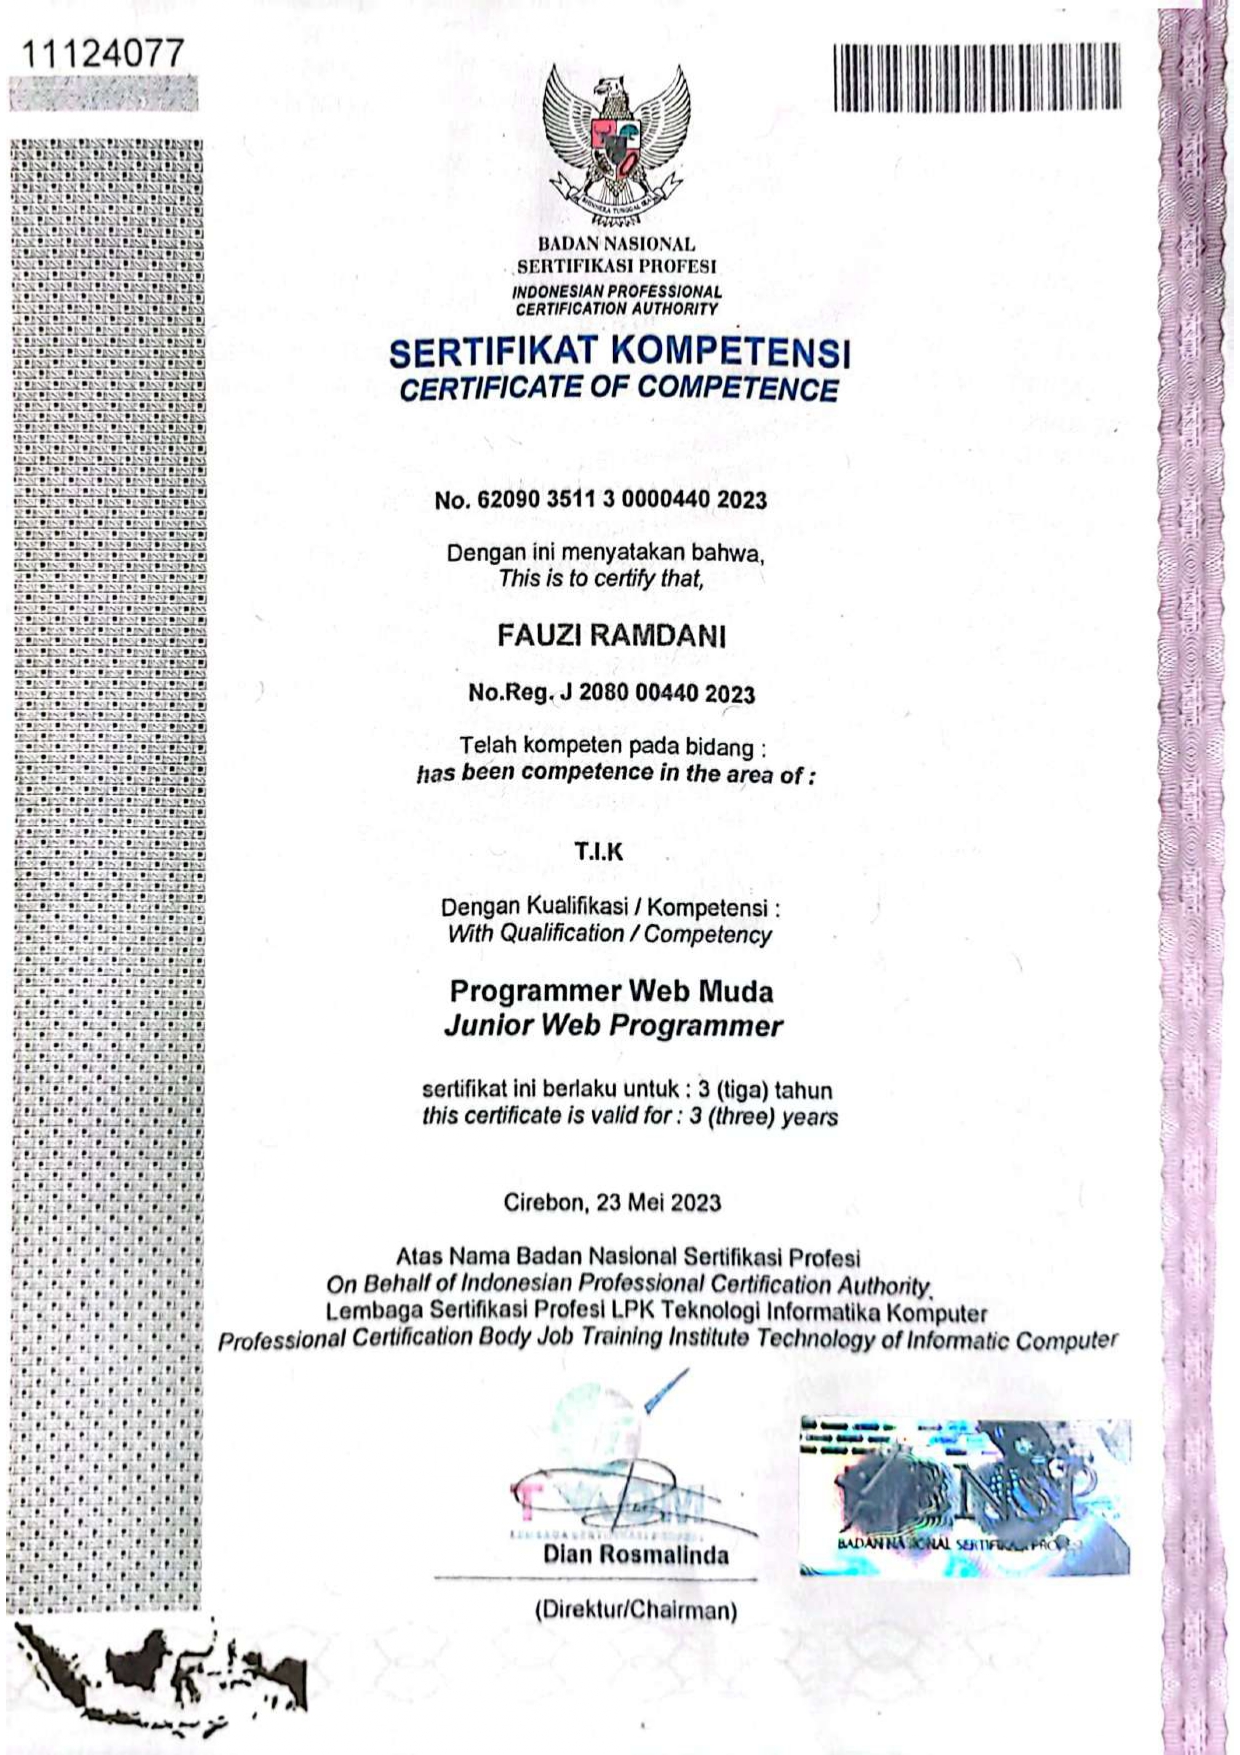 11124077
BHINNEKA TUNGGAL IKA
BADAN NASIONAL
SERTIFIKASI PROFESI
INDONESIAN PROFESSIONAL
CERTIFICATION AUTHORITY
SERTIFIKAT KOMPETENSI
CERTIFICATE OF COMPETENCE
No. 62090 3511 3 0000440 2023
Dengan ini menyatakan bahwa,
This is to certify that,
FAUZI RAMDANI
No.Reg. J 2080 00440 2023
Telah kompeten pada bidang :
has been competence in the area of :
T.I.K
Dengan Kualifikasi / Kompetensi :
With Qualification / Competency
Programmer Web Muda
Junior Web Programmer
sertifikat ini berlaku untuk : 3 (tiga) tahun
this certificate is valid for : 3 (three) years
Cirebon, 23 Mei 2023
Atas Nama Badan Nasional Sertifikasi Profesi
On Behalf of Indonesian Professional Certification Authority,
Lembaga Sertifikasi Profesi LPK Teknologi Informatika Komputer
Professional Certification Body Job Training Institute Technology of Informatic Computer
BNSP
BADAN NASIONAL SERTIFIKASI PROFESI
Dian Rosmalinda
(Direktur/Chairman)